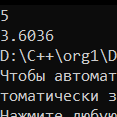 5
3.6036
D:\C++\org1\D
Чтобы автомат
томатически з
Нажмите любую